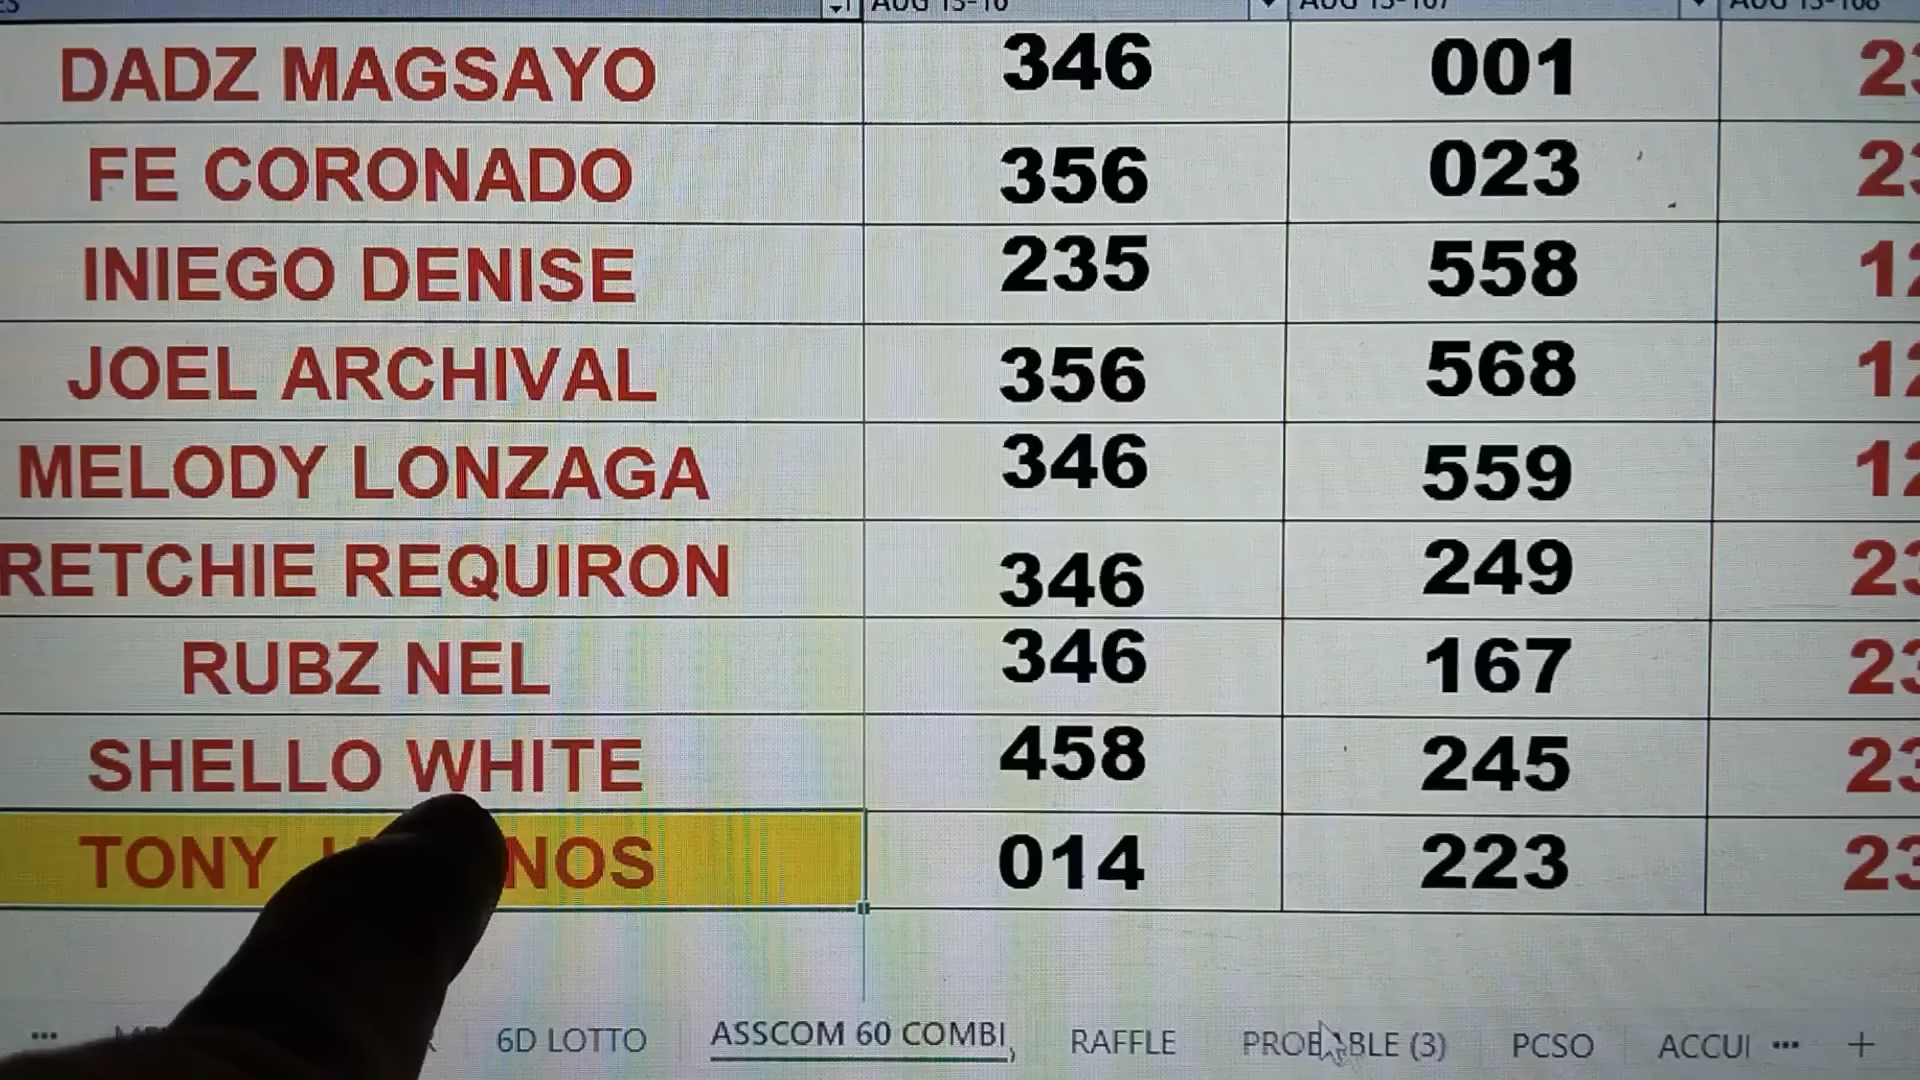 DADZ MAGSAYO 346 001
FE CORONADO 356 023
INIEGO DENISE 235 558
JOEL ARCHIVAL 356 568
MELODY LONZAGA 346 559
RETCHIE REQUIRON 346 249
RUBZ NEL 346 167
SHELLO WHITE 458 245
TONY 014 223
6D LOTTO ASSCOM 60 COMBI RAFFLE PROBABLE (3) PCSO ... +